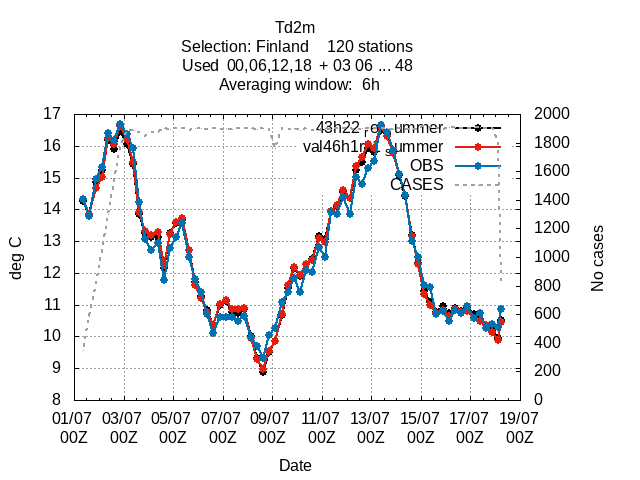 Td2m
Selection: Finland 120 stations
Used 00,06,12,18 + 03 06 ... 48
Averaging window: 6h
deg C
No cases
17
16
15
14
13
12
11
10
9
8
2000
1800
1600
1400
1200
1000
800
600
400
200
0
OBS
CASES
01/07 03/07 05/07 07/07 09/07 11/07 13/07 15/07 17/07 19/07
00Z 00Z 00Z 00Z 00Z 00Z 00Z 00Z 00Z 00Z
Date